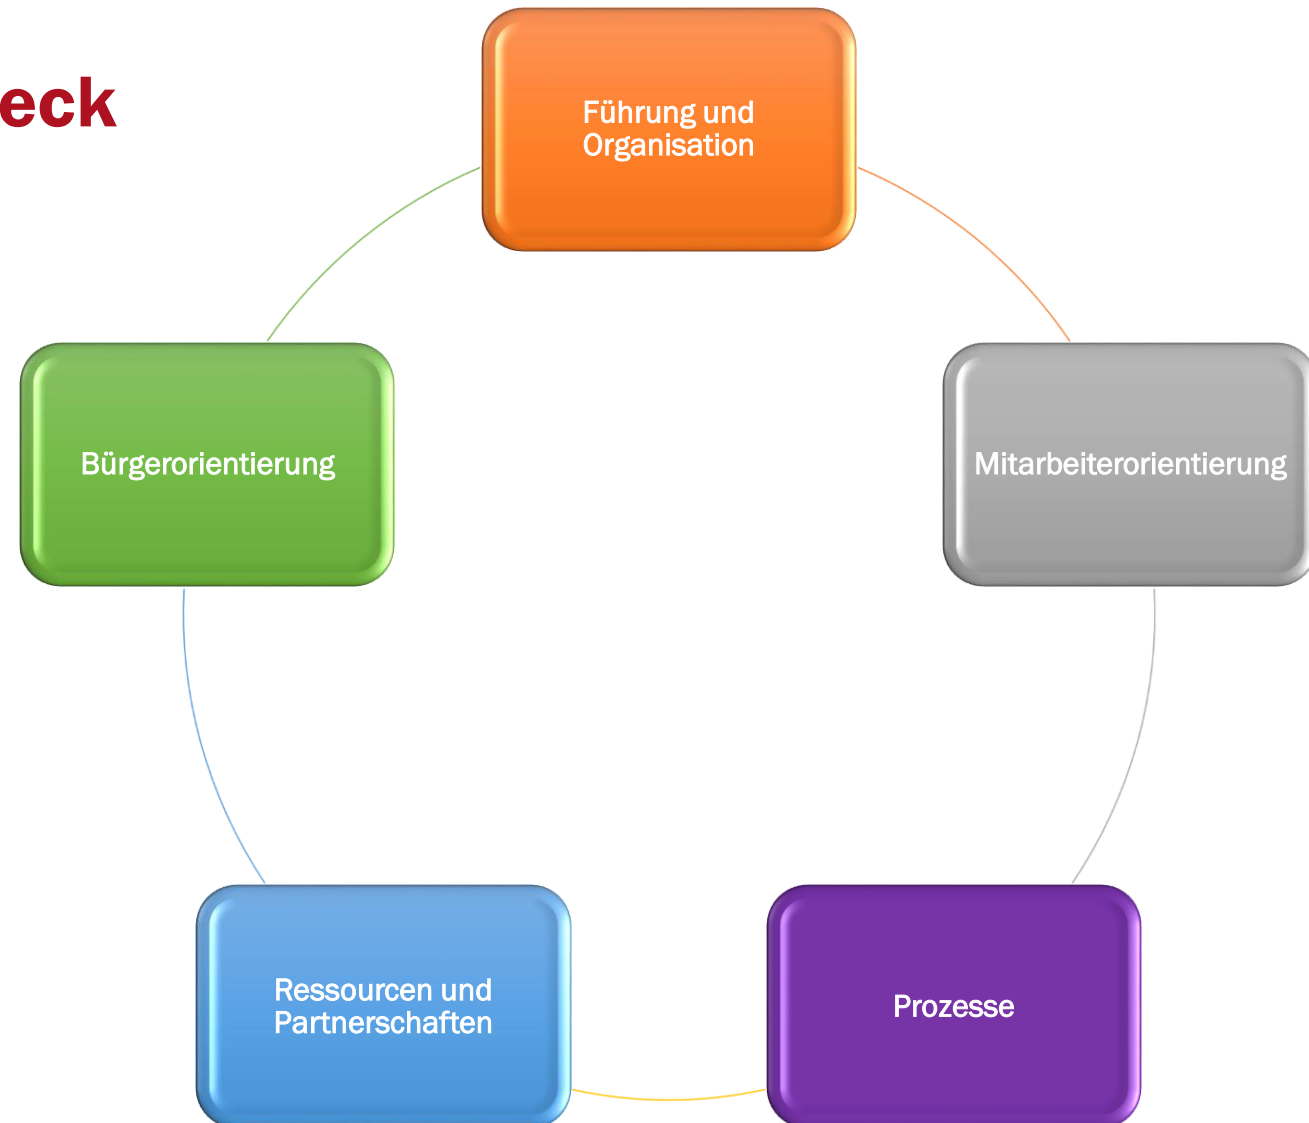 eck
Führung und
Organisation
Bürgerorientierung
Mitarbeiterorientierung
Ressourcen und
Partnerschaften
Prozesse